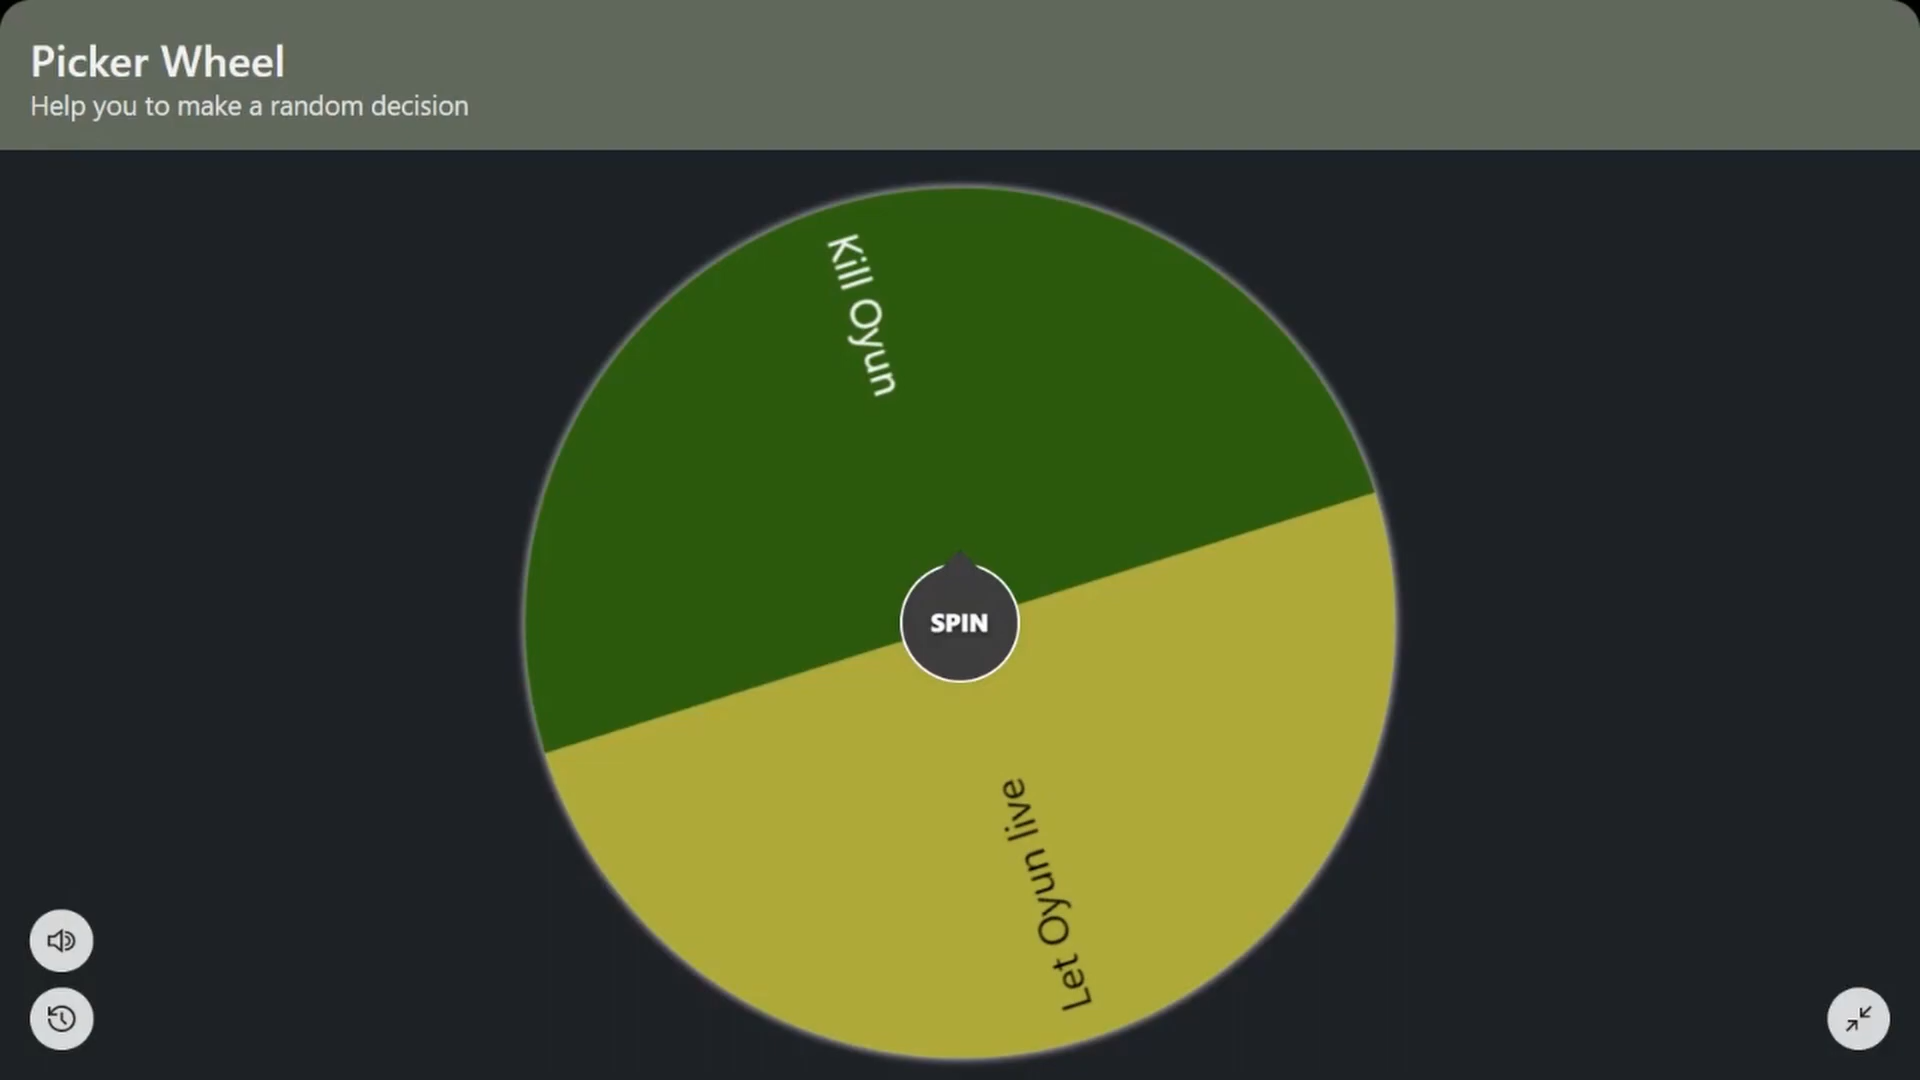 Picker Wheel
Help you to make a random decision
Kill Oyun
SPIN
Let Oyun live